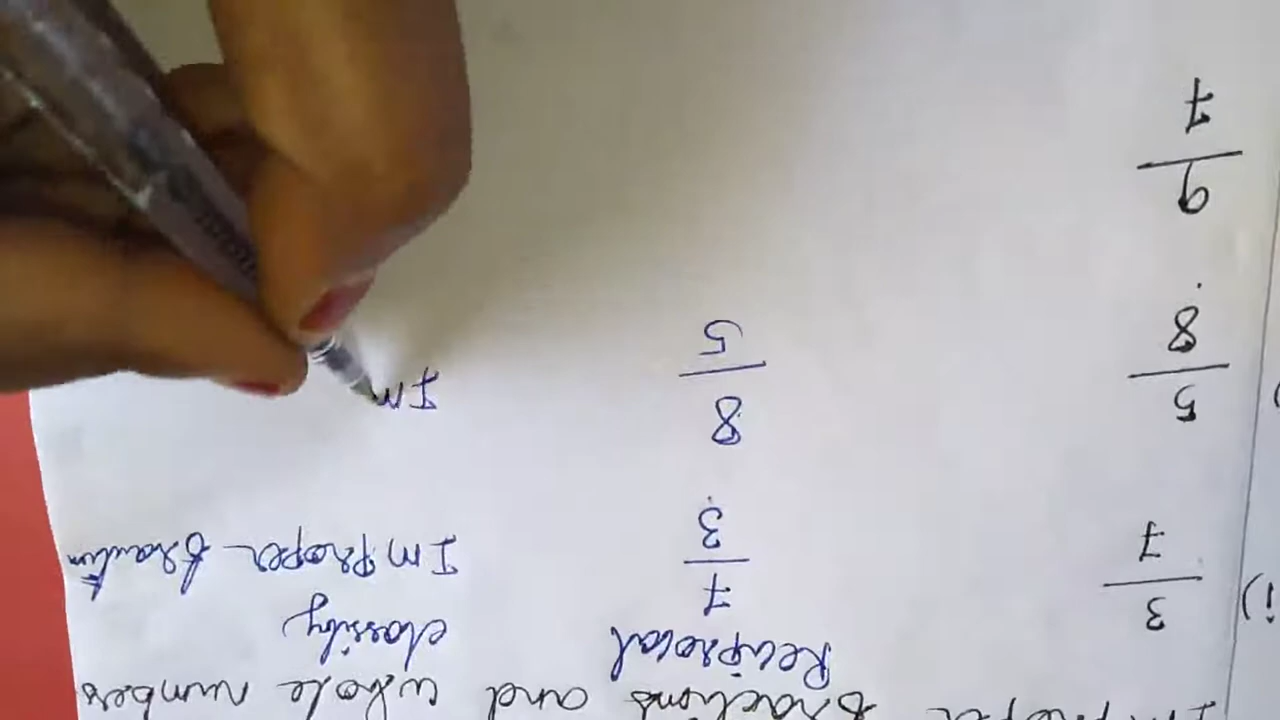 Improper fractions and whole numbers
Reciprocal classify
i) 3/7 7/3 Improper fraction
5/8 8/5 Im
9/7